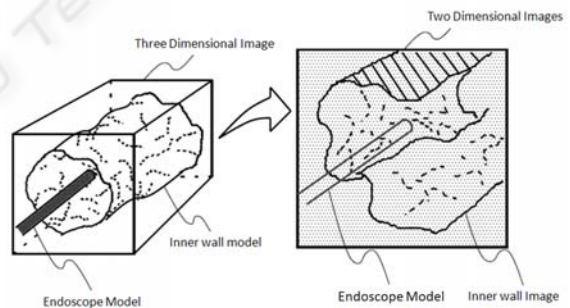 Two Dimensional Images
Three Dimensional Image
Inner wall model
Endoscope Model
Endoscope Model
Inner wall Image